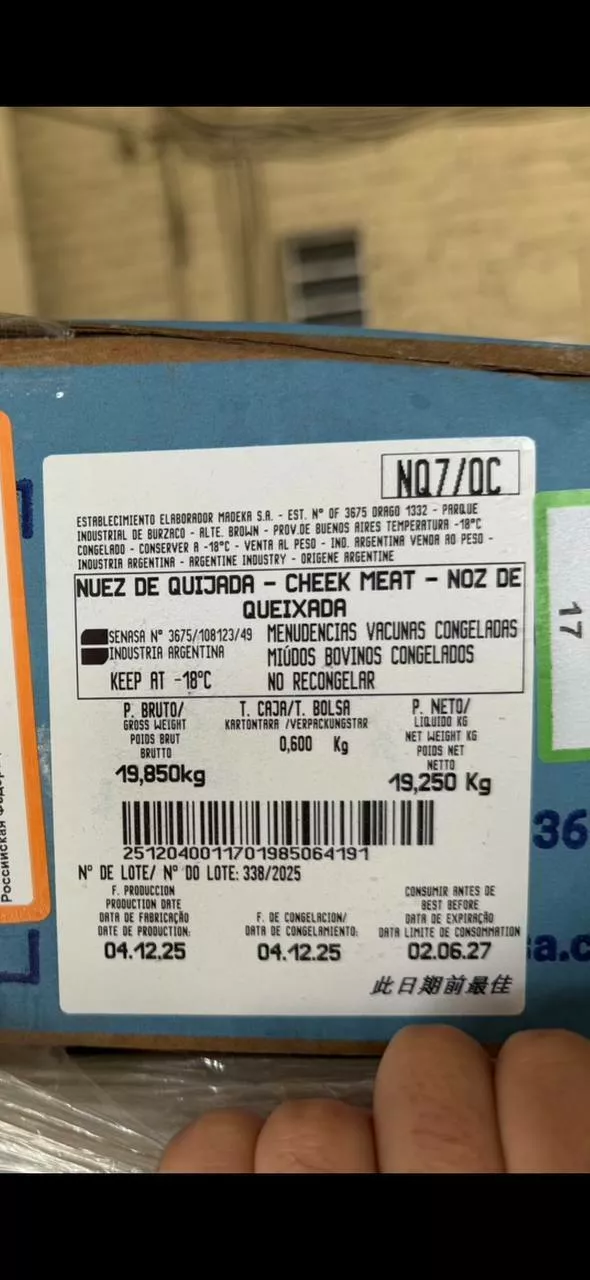 NQ7/QC
ESTABLECIMIENTO ELABORADOR MADEKA S.A. - EST. Nº OF 3675 DRAGO 1332 - PARQUE
INDUSTRIAL DE BURZACO - ALTE. BROWN - PROV.DE BUENOS AIRES TEMPERATURA -18°C
CONGELADO - CONSERVER A -18°C - VENTA AL PESO - IND. ARGENTINA VENDA AO PESO -
INDUSTRIA ARGENTINA - ARGENTINE INDUSTRY - ORIGENE ARGENTINE
NUEZ DE QUIJADA - CHEEK MEAT - NOZ DE
QUEIXADA
SENASA Nº 3675/108123/49 MENUDENCIAS VACUNAS CONGELADAS
INDUSTRIA ARGENTINA MIÚDOS BOVINOS CONGELADOS
KEEP AT -18°C NO RECONGELAR
P. BRUTO/ T. CAJA/T. BOLSA P. NETO/
GROSS WEIGHT KARTONTARA /VERPACKUNGSTAR LIQUIDO KG
POIDS BRUT 0,600 Kg NET WEIGHT KG
BRUTTO POIDS NET
NETTO
19,850kg 19,250 Kg
2512040011701985064191
Nº DE LOTE/ Nº DO LOTE: 338/2025
F. PRODUCCION CONSUMIR ANTES DE
PRODUCTION DATE BEST BEFORE
DATA DE FABRICAÇÃO F. DE CONGELACION/ DATA DE EXPIRAÇÃO
DATE DE PRODUCTION: DATA DE CONGELAMIENTO: DATA LIMITE DE CONSOMMATION
04.12.25 04.12.25 02.06.27
此日期前最佳
17
36
a.c
Российская